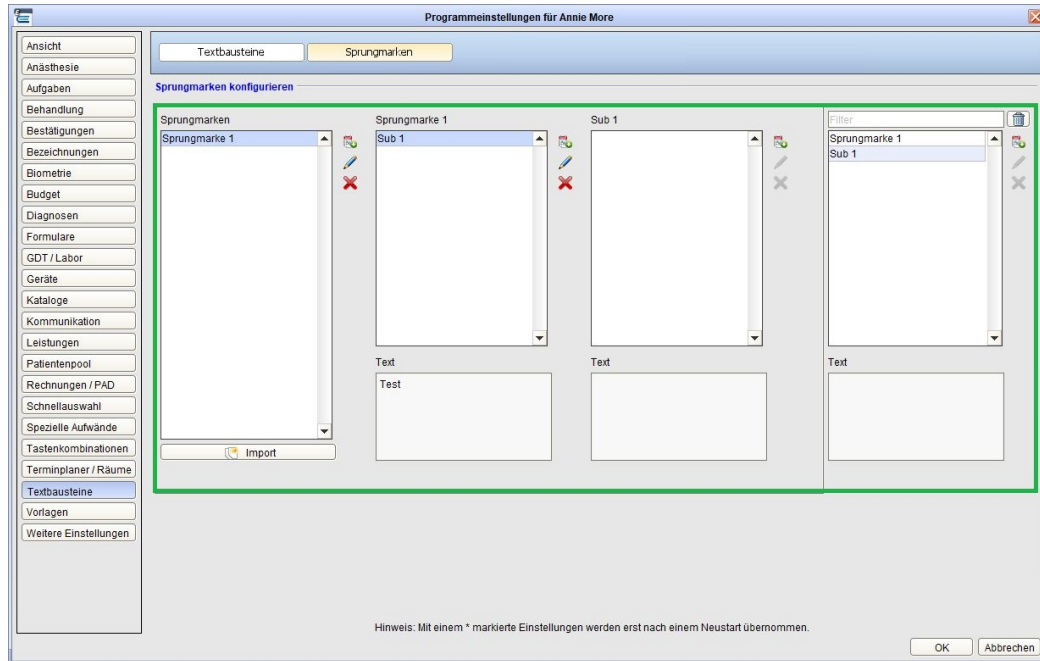 Programmeinstellungen für Annie More
Ansicht
Anästhesie
Aufgaben
Behandlung
Bestätigungen
Bezeichnungen
Biometrie
Budget
Diagnosen
Formulare
GDT / Labor
Geräte
Kataloge
Kommunikation
Leistungen
Patientenpool
Rechnungen / PAD
Schnellauswahl
Spezielle Aufwände
Tastenkombinationen
Terminplaner / Räume
Textbausteine
Vorlagen
Weitere Einstellungen
Textbausteine
Sprungmarken
Sprungmarken konfigurieren
Sprungmarken
Sprungmarke 1
Import
Sprungmarke 1
Sub 1
Text
Test
Sub 1
Text
Filter
Sprungmarke 1
Sub 1
Text
Hinweis: Mit einem * markierte Einstellungen werden erst nach einem Neustart übernommen.
OK
Abbrechen